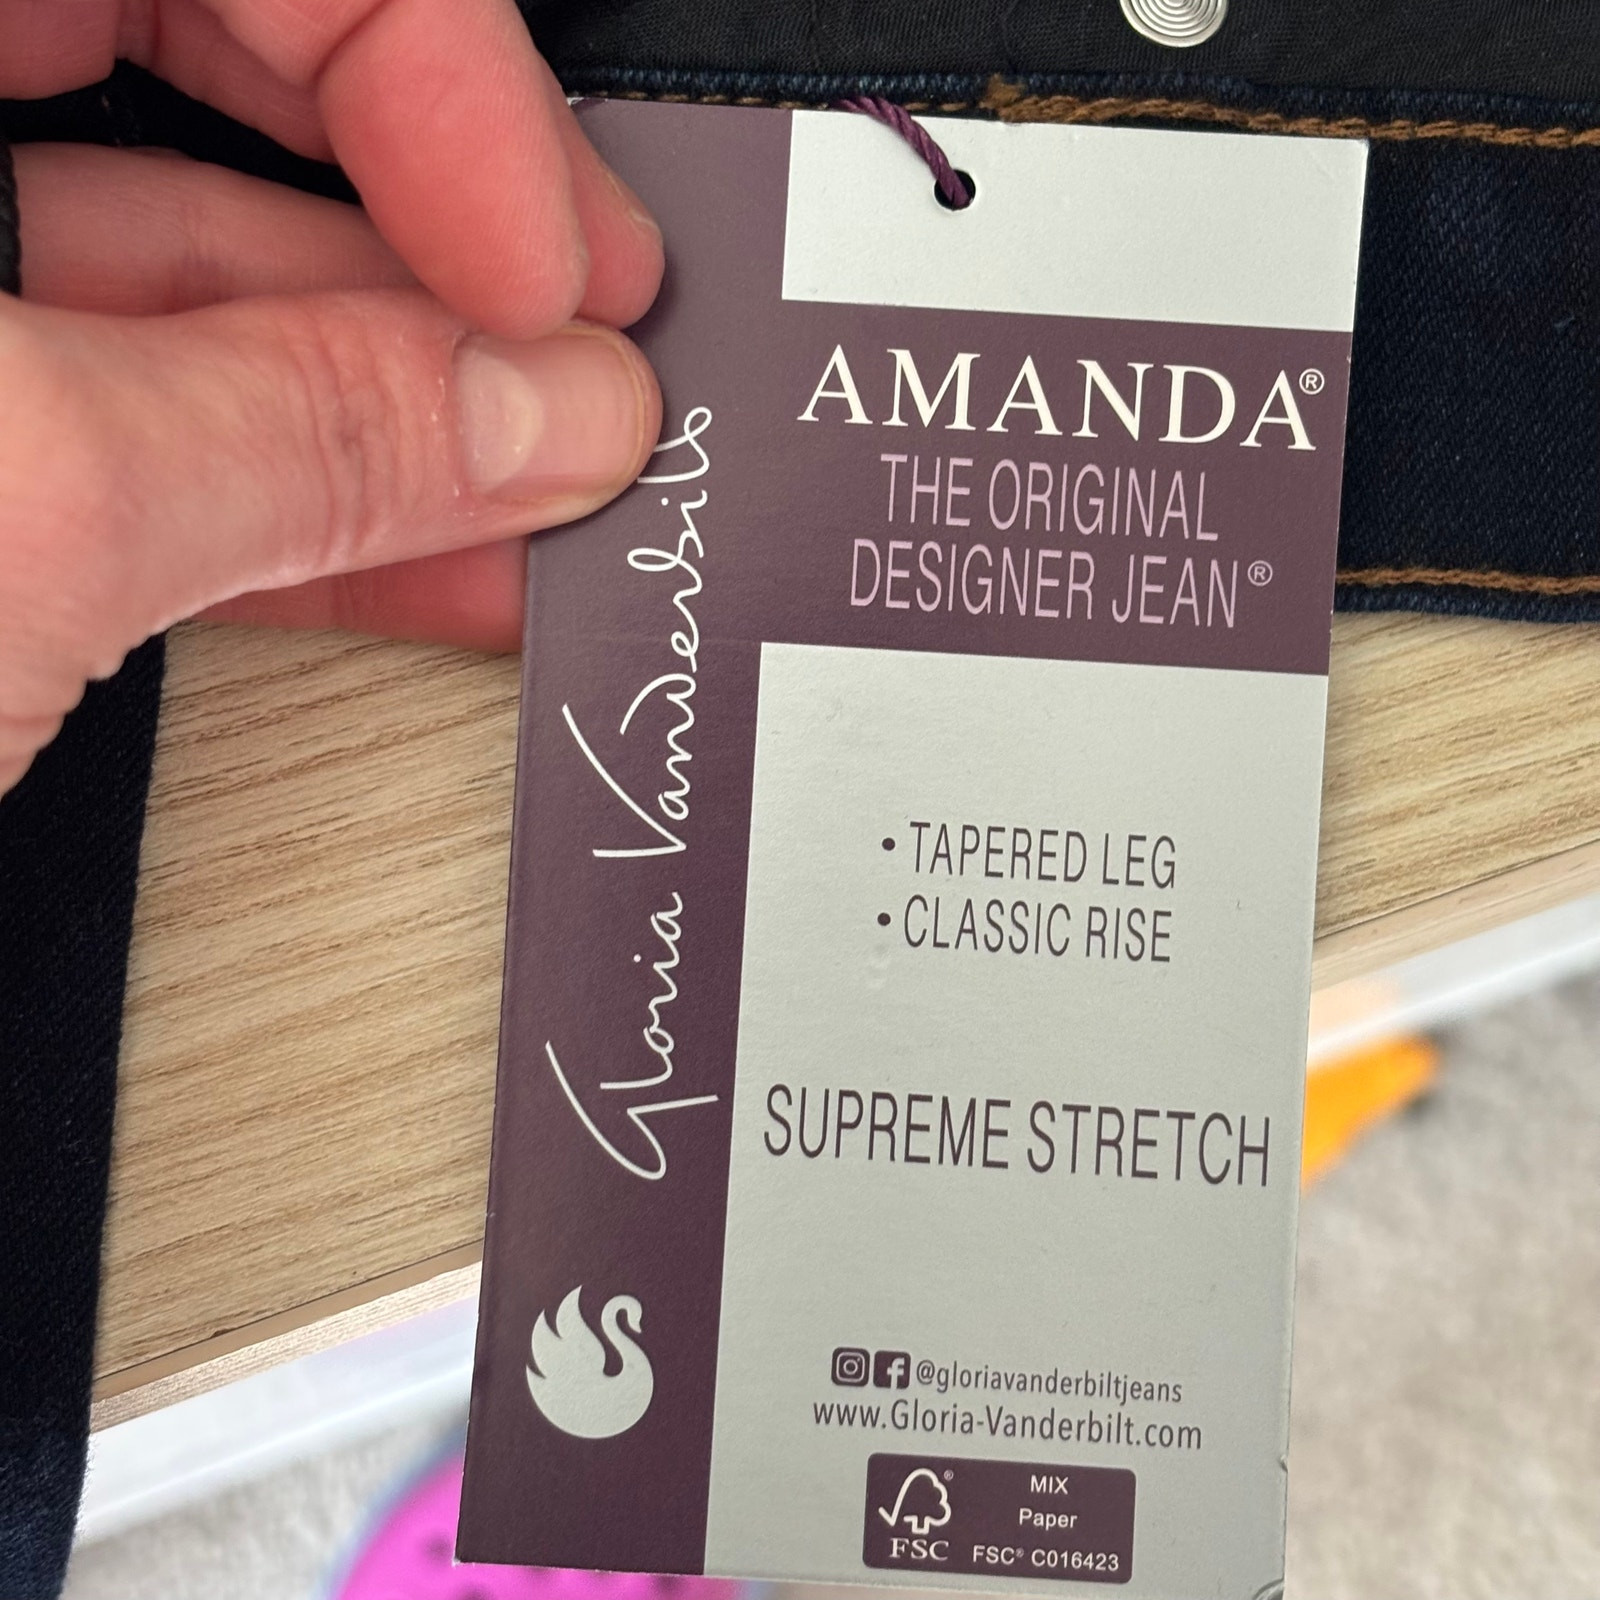 Gloria Vanderbilt
AMANDA®
THE ORIGINAL
DESIGNER JEAN®
• TAPERED LEG
• CLASSIC RISE
SUPREME STRETCH
@gloriavanderbiltjeans
www.Gloria-Vanderbilt.com
®
FSC
MIX
Paper
FSC® C016423